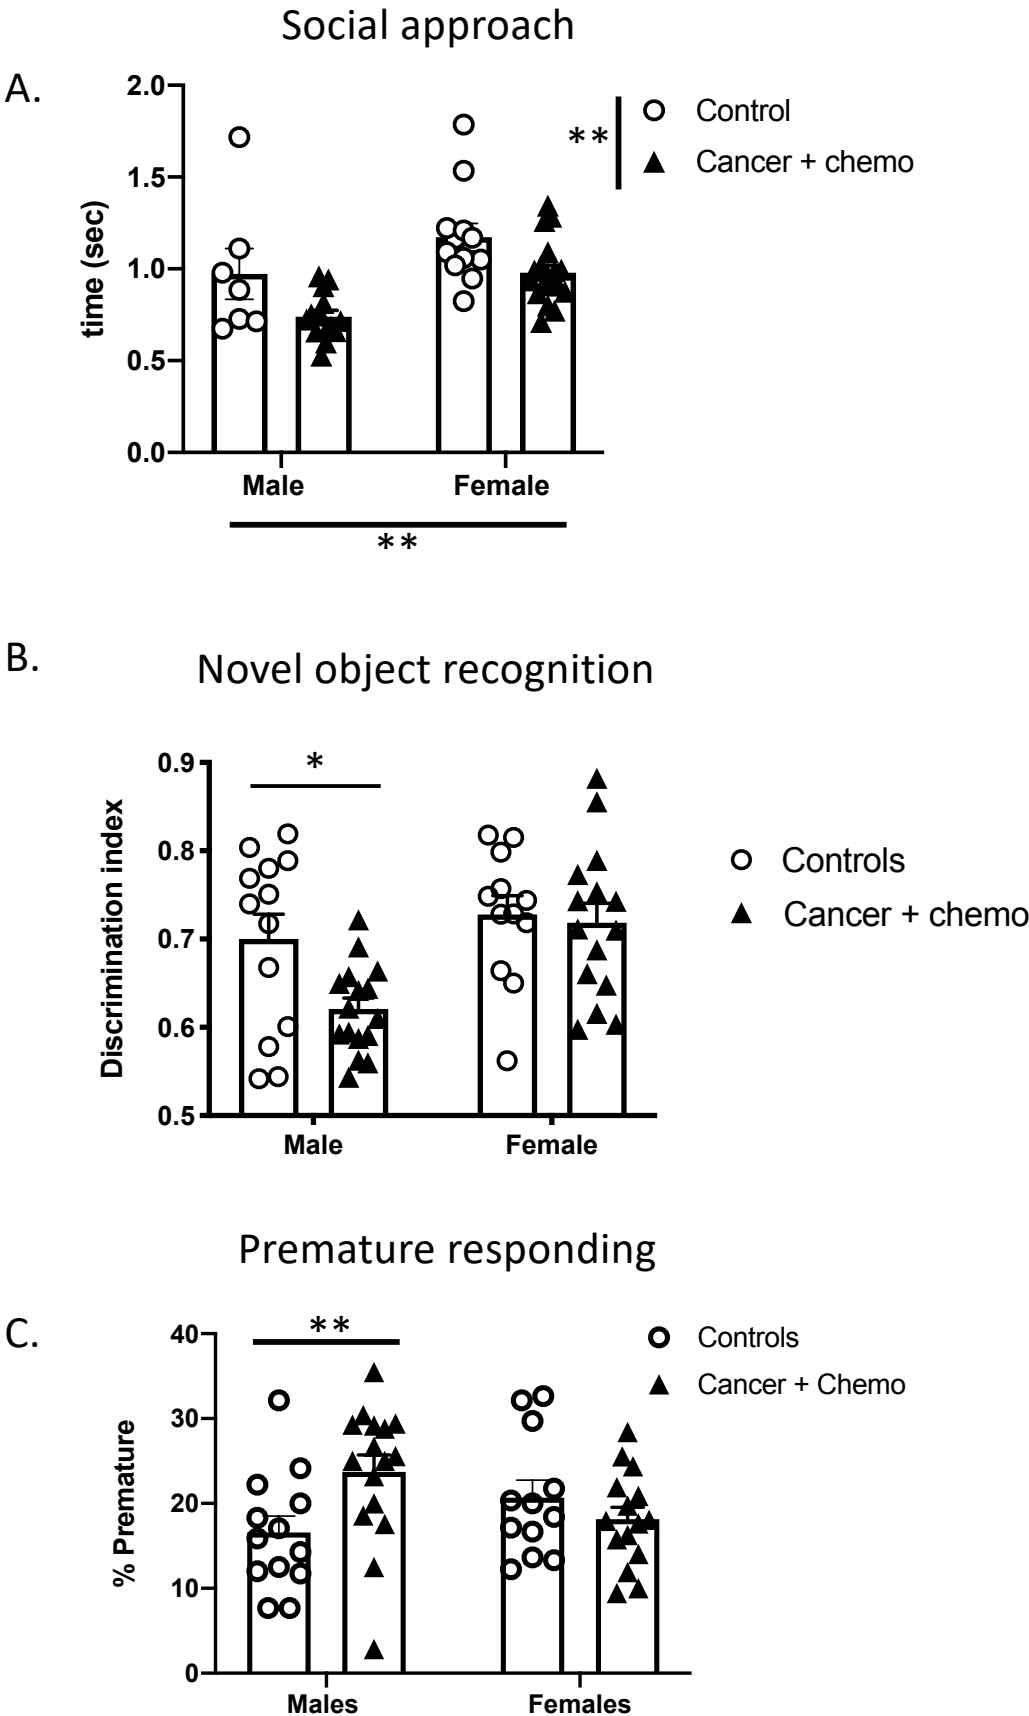 Social approach
A.
2.0
1.5
1.0
0.5
0.0
time (sec)
**
Control
Cancer + chemo
Male
Female
**
B.
Novel object recognition
0.9
0.8
0.7
0.6
0.5
Discrimination index
*
Controls
Cancer + chemo
Male
Female
Premature responding
C.
40
30
20
10
0
% Premature
**
Controls
Cancer + Chemo
Males
Females